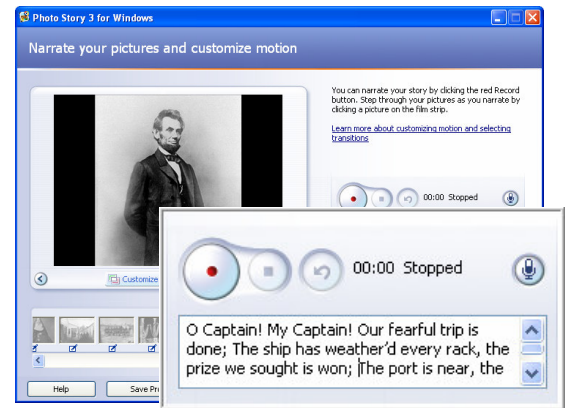 Photo Story 3 for Windows
Narrate your pictures and customize motion
You can narrate your story by clicking the red Record
button. Step through your pictures as you narrate by
clicking a picture on the film strip.
Learn more about customizing motion and selecting
transitions
00:00 Stopped
Customize
00:00 Stopped
O Captain! My Captain! Our fearful trip is
done; The ship has weather'd every rack, the
prize we sought is won; The port is near, the
Help
Save Pro